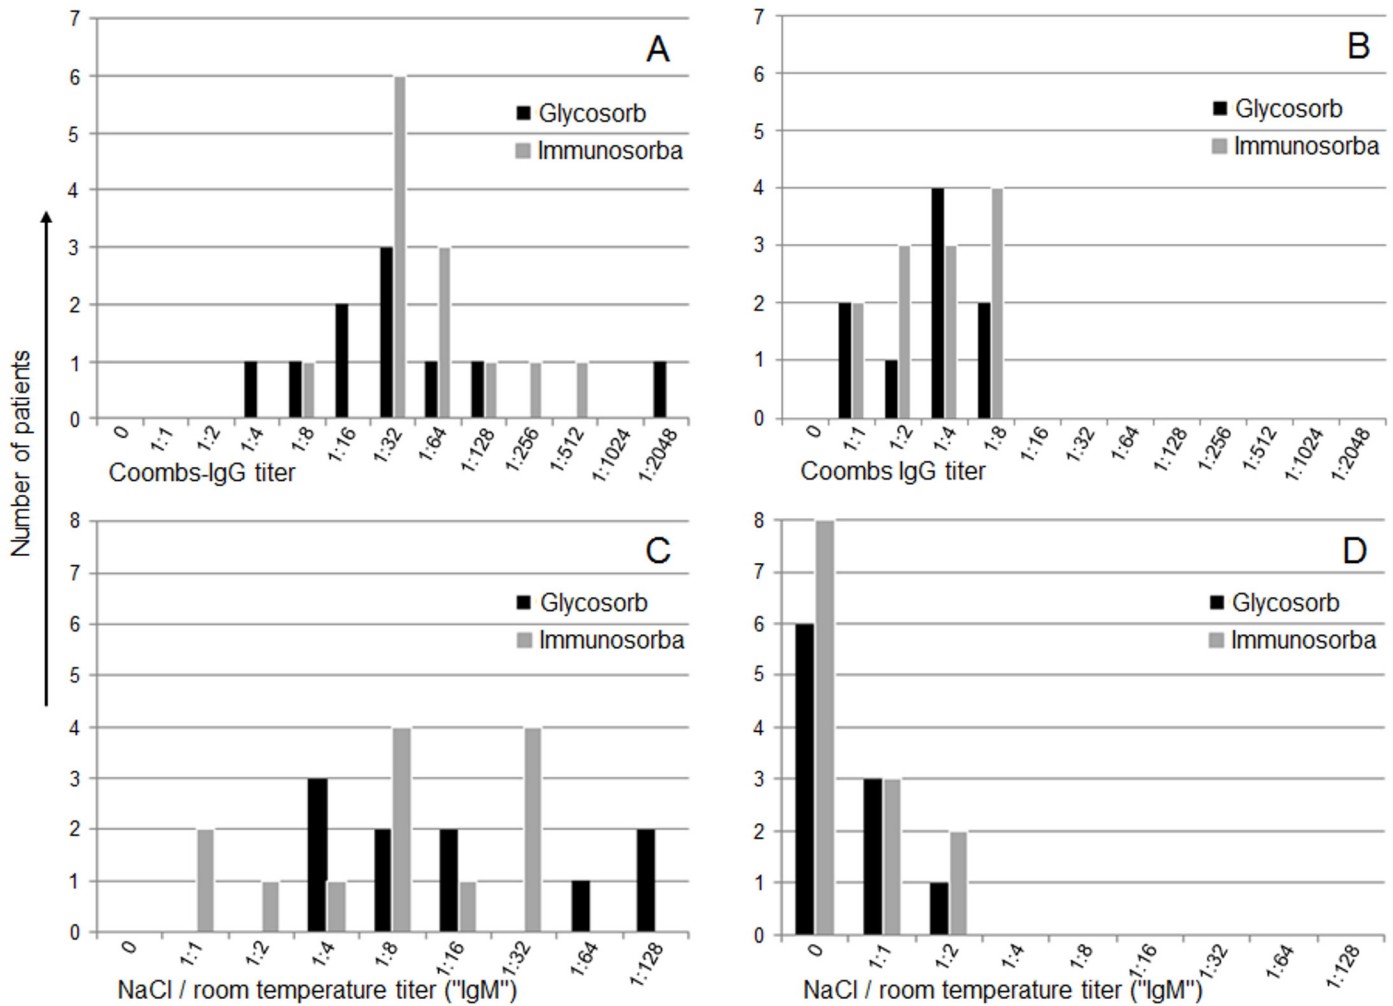 7
6
5
4
3
2
1
0
A
Glycosorb
Immunosorba
0 1:1 1:2 1:4 1:8 1:16 1:32 1:64 1:128 1:256 1:512 1:1024 1:2048
Coombs-IgG titer
7
6
5
4
3
2
1
0
B
Glycosorb
Immunosorba
0 1:1 1:2 1:4 1:8 1:16 1:32 1:64 1:128 1:256 1:512 1:1024 1:2048
Coombs IgG titer
Number of patients
8
7
6
5
4
3
2
1
0
C
Glycosorb
Immunosorba
0 1:1 1:2 1:4 1:8 1:16 1:32 1:64 1:128
NaCl / room temperature titer ("IgM")
8
7
6
5
4
3
2
1
0
D
Glycosorb
Immunosorba
0 1:1 1:2 1:4 1:8 1:16 1:32 1:64 1:128
NaCl / room temperature titer ("IgM")